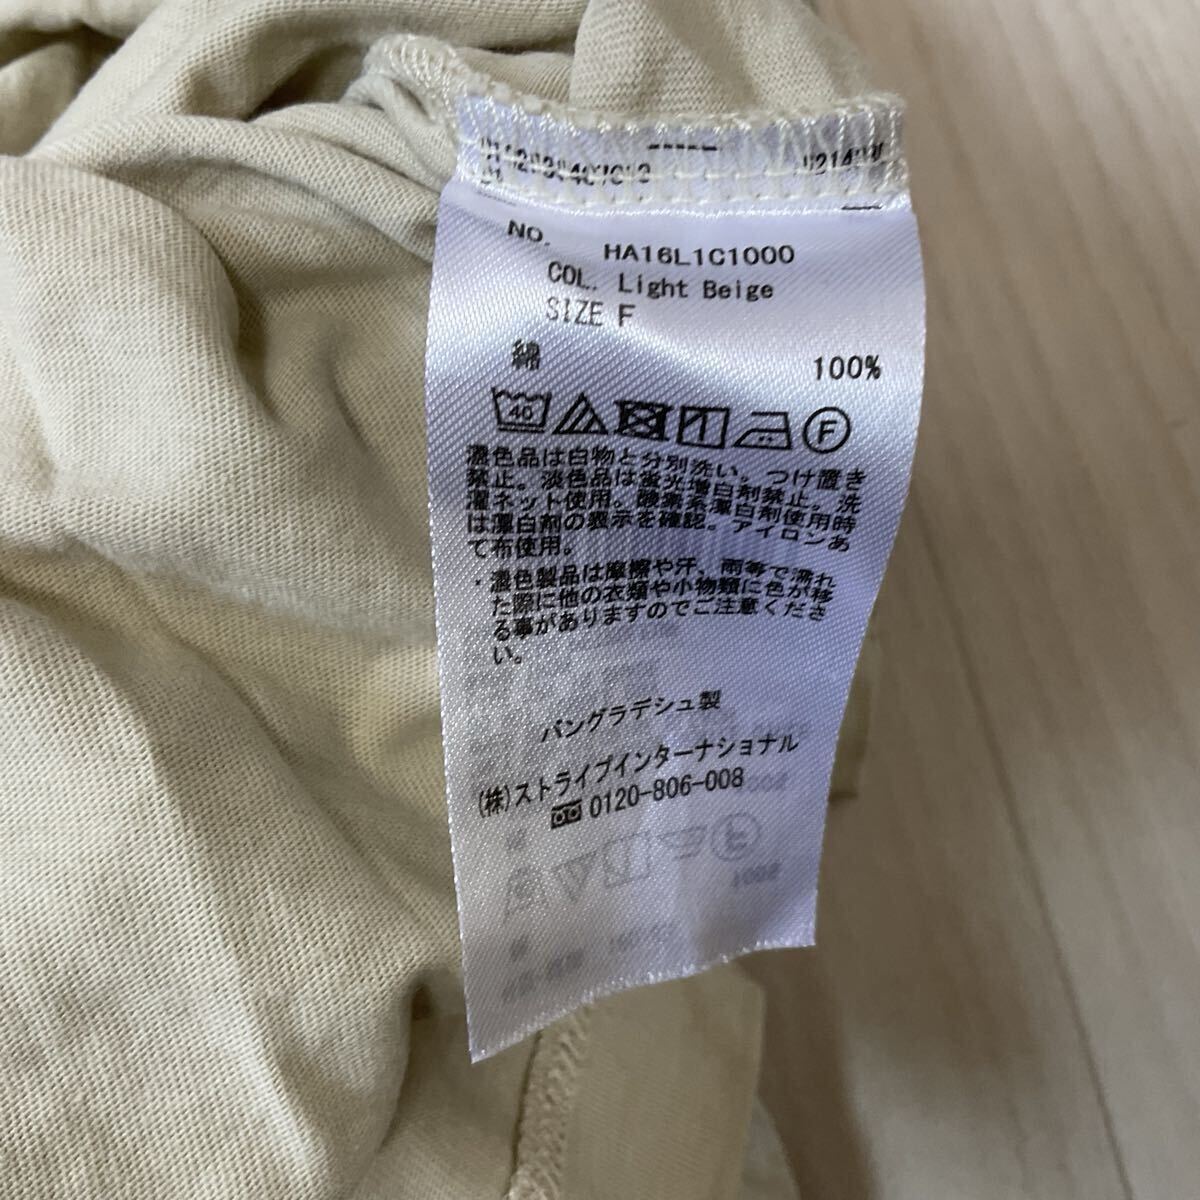 NO. HA16L1C1000
COL. Light Beige
SIZE F
綿 100%
40 F
濃色品は白物と分別洗い。つけ置き
禁止。淡色品は蛍光増白剤禁止。洗
濯ネット使用。酸素系漂白剤使用時
は漂白剤の表示を確認。アイロンあ
て布使用。
・濃色製品は摩擦や汗、雨等で濡れ
た際に他の衣類や小物類に色が移
る事がありますのでご注意くださ
い。
バングラデシュ製
(株)ストライプインターナショナル
0120-806-008